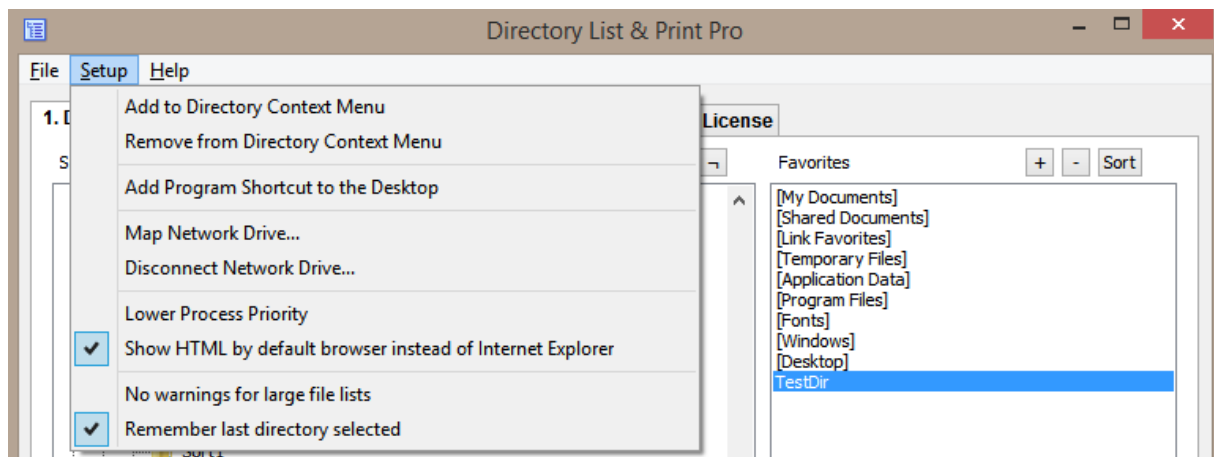 Directory List & Print Pro
File Setup Help
Add to Directory Context Menu
Remove from Directory Context Menu
Add Program Shortcut to the Desktop
Map Network Drive...
Disconnect Network Drive...
Lower Process Priority
Show HTML by default browser instead of Internet Explorer
No warnings for large file lists
Remember last directory selected
1.
License
Favorites + - Sort
[My Documents]
[Shared Documents]
[Link Favorites]
[Temporary Files]
[Application Data]
[Program Files]
[Fonts]
[Windows]
[Desktop]
TestDir